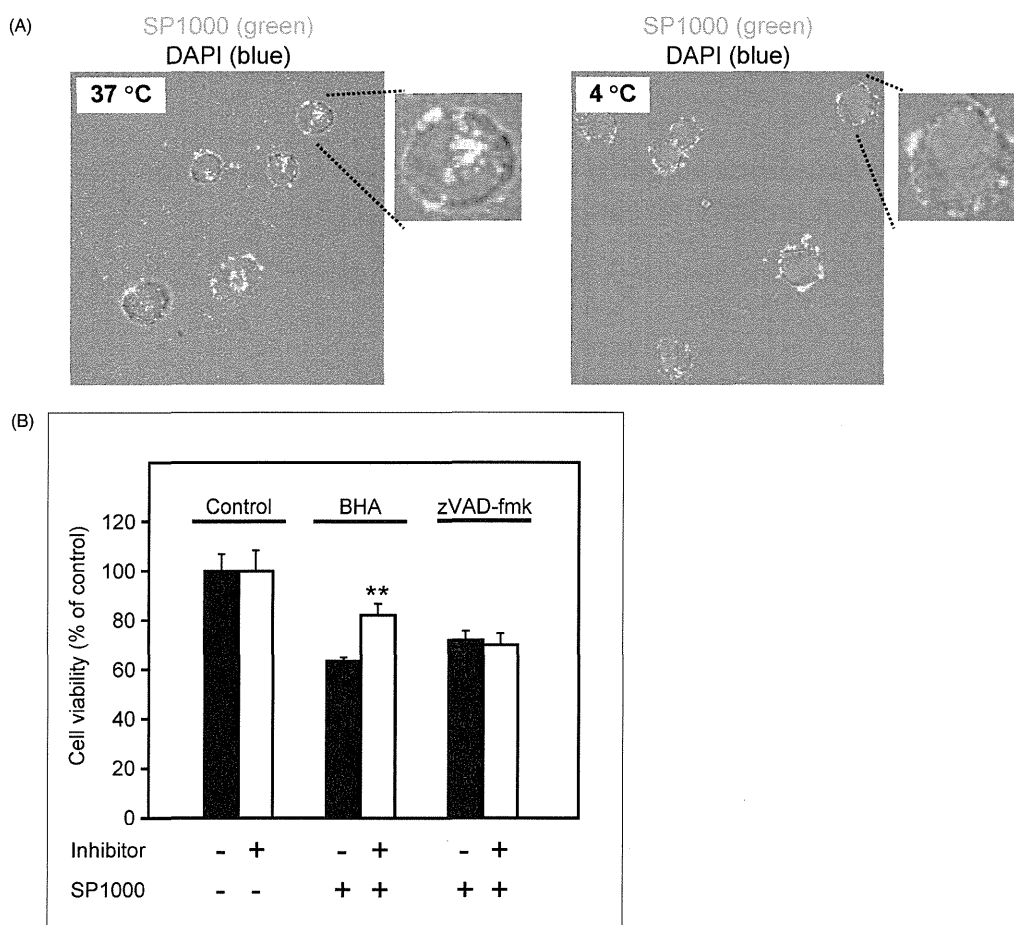 (A)
SP1000 (green)
DAPI (blue)
37 °C
SP1000 (green)
DAPI (blue)
4 °C
(B)
Cell viability (% of control)
120
100
80
60
40
20
0
Control
BHA
zVAD-fmk
**
Inhibitor - + - + - +
SP1000 - - + + + +